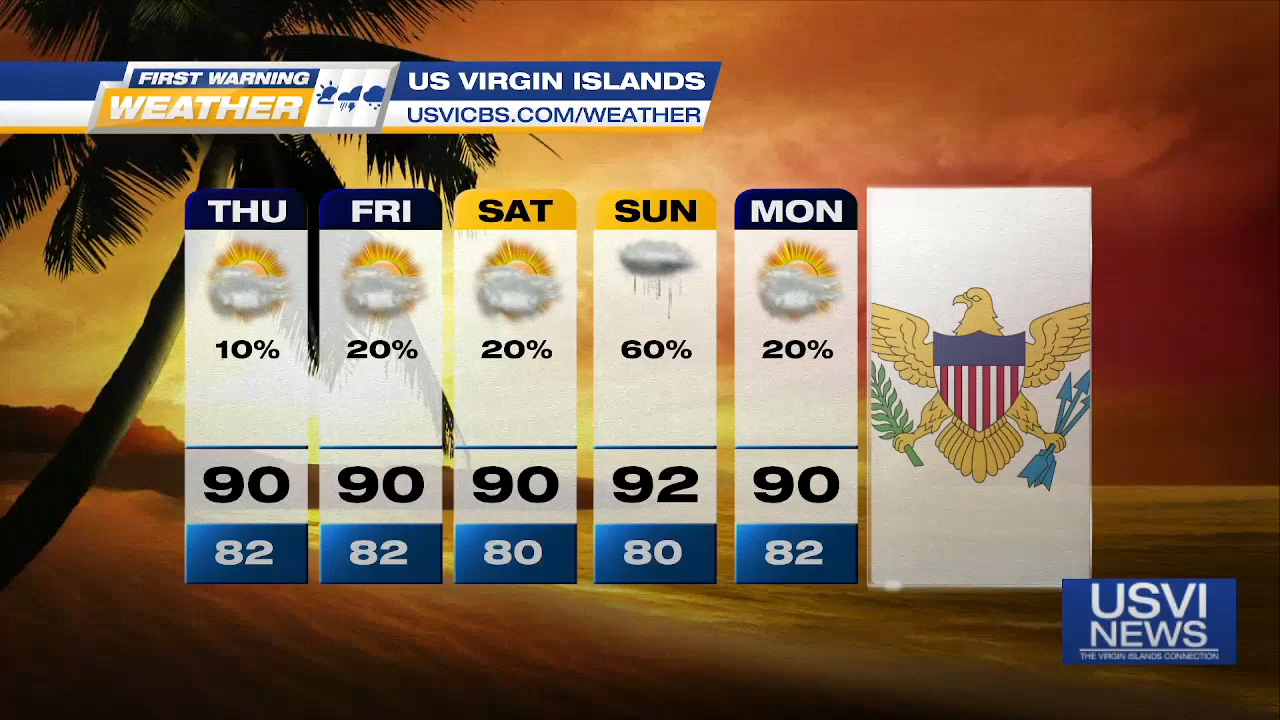 FIRST WARNING
WEATHER
US VIRGIN ISLANDS
USVICBS.COM/WEATHER
THU FRI SAT SUN MON
10% 20% 20% 60% 20%
90 90 90 92 90
82 82 80 80 82
USVI
NEWS
THE VIRGIN ISLANDS CONNECTION